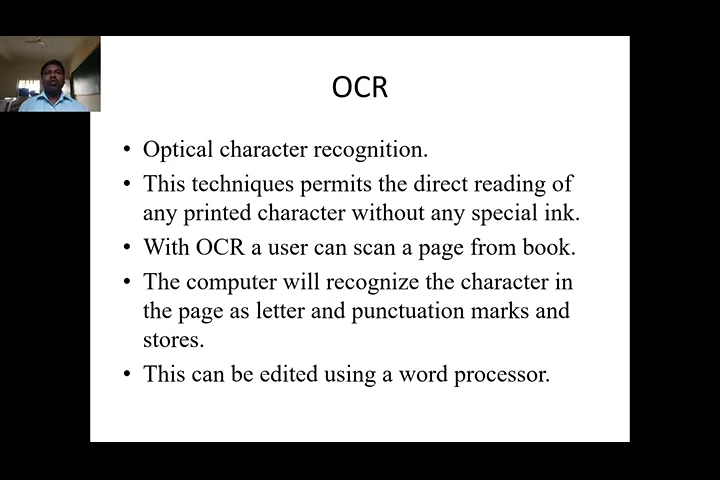 OCR
• Optical character recognition.
• This techniques permits the direct reading of
any printed character without any special ink.
• With OCR a user can scan a page from book.
• The computer will recognize the character in
the page as letter and punctuation marks and
stores.
• This can be edited using a word processor.